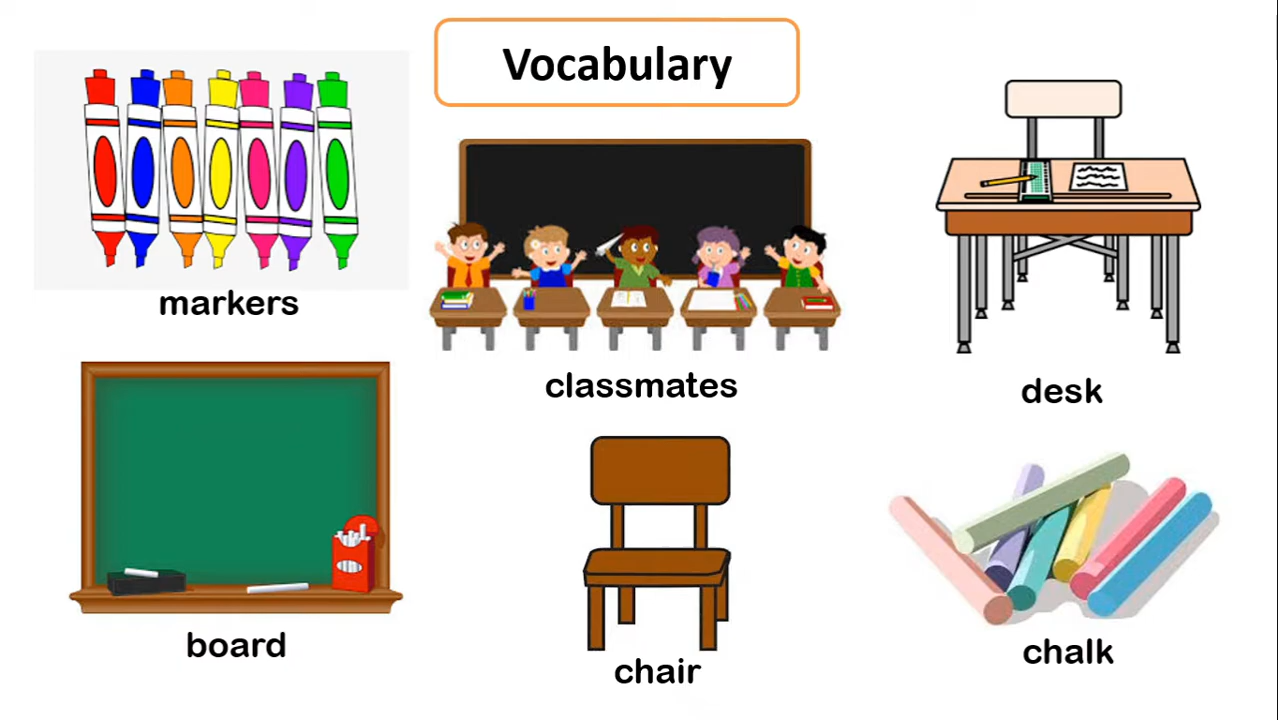 Vocabulary
markers
classmates
desk
board
chair
chalk